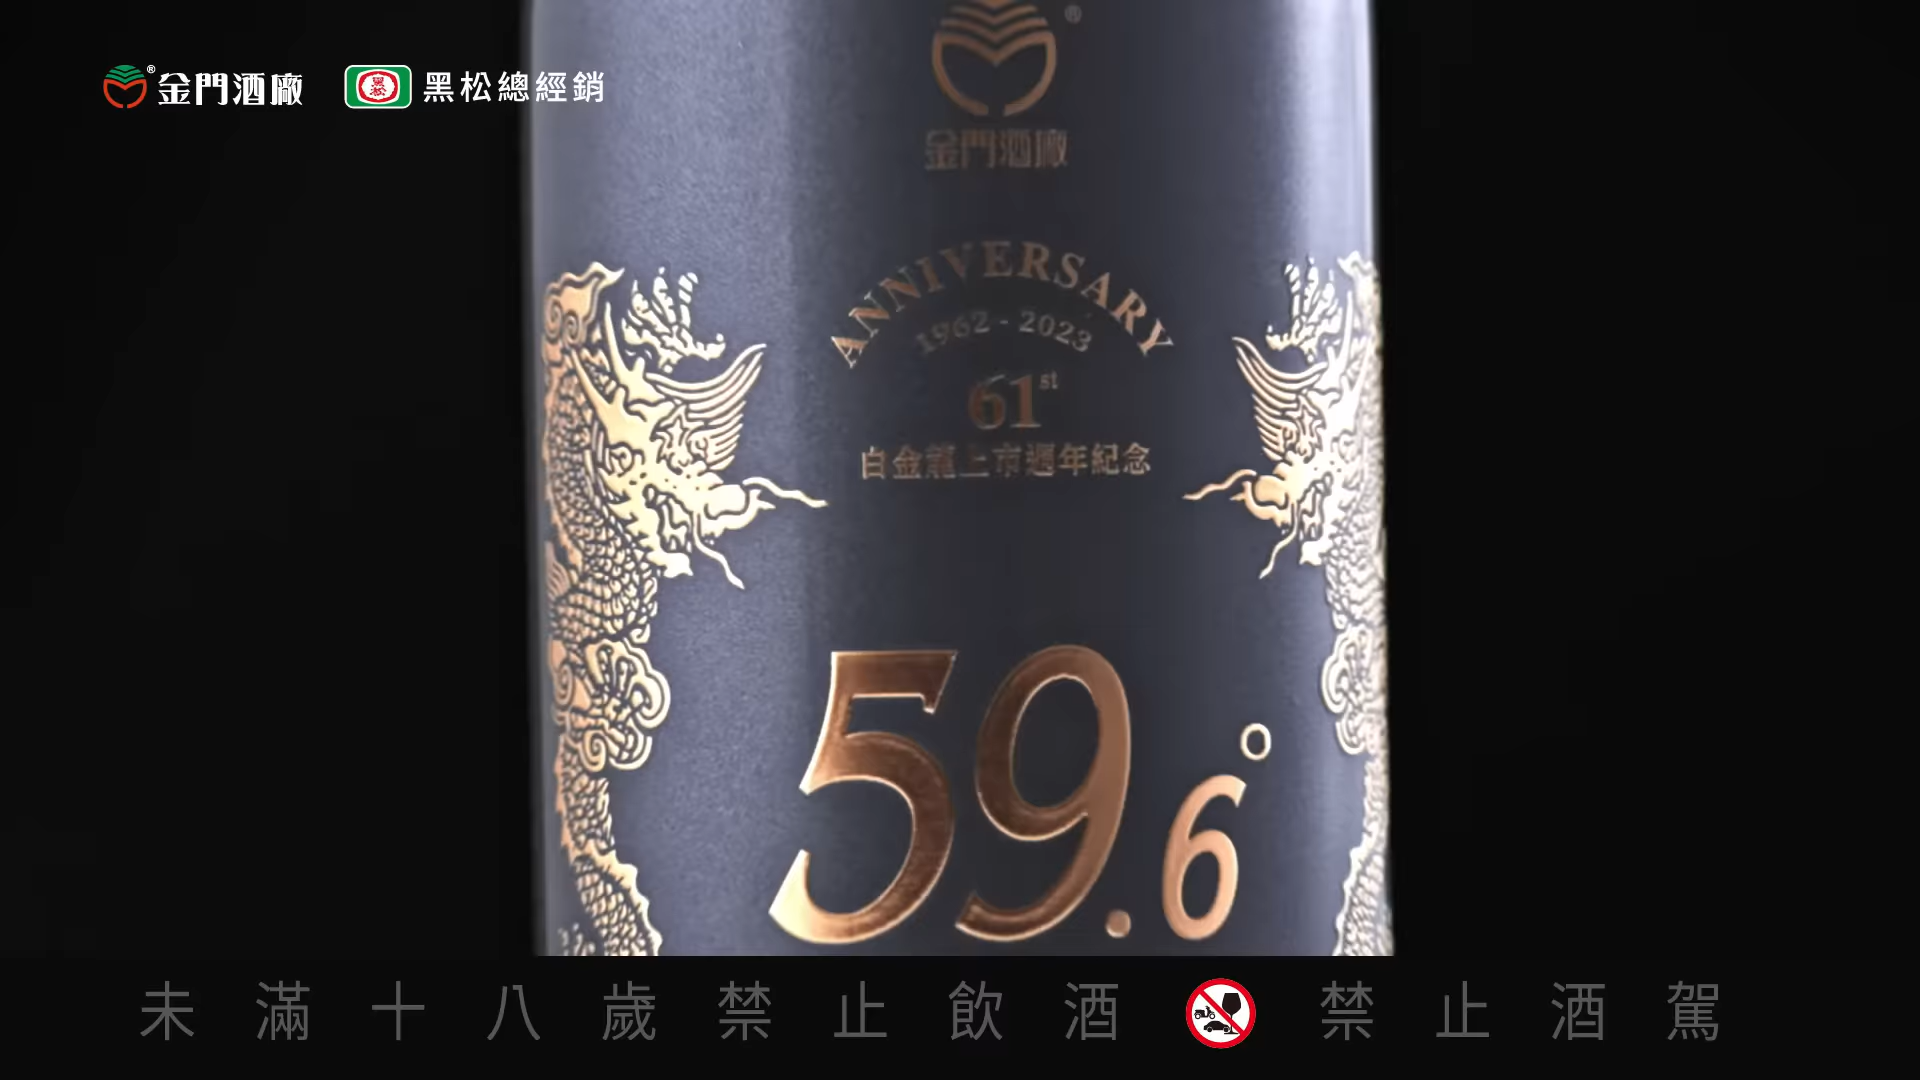 ®金門酒廠 黑松 黑松總經銷
®
金門酒廠
ANNIVERSARY
1962 - 2023
61st
白金龍上市週年紀念
59.6°
未滿十八歲禁止飲酒 禁止酒駕